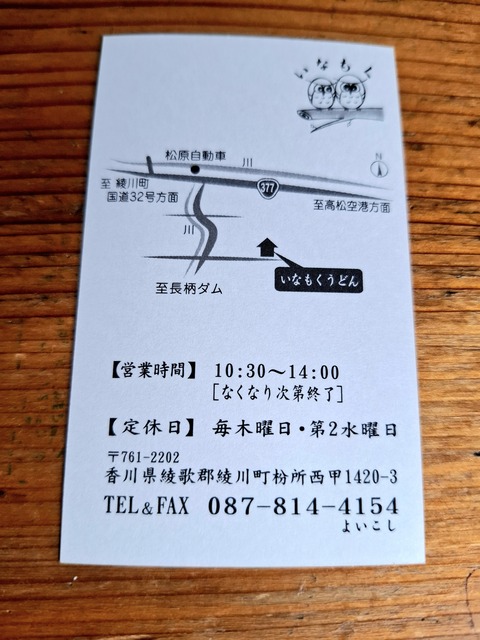 いなもく
松原自動車 川
N
至 綾川町
国道32号方面
377
至高松空港方面
川
いなもくうどん
至長柄ダム
【営業時間】 10:30～14:00
[なくなり次第終了]
【定休日】 毎木曜日・第2水曜日
〒761-2202
香川県綾歌郡綾川町枌所西甲1420-3
TEL&FAX 087-814-4154
よいこし